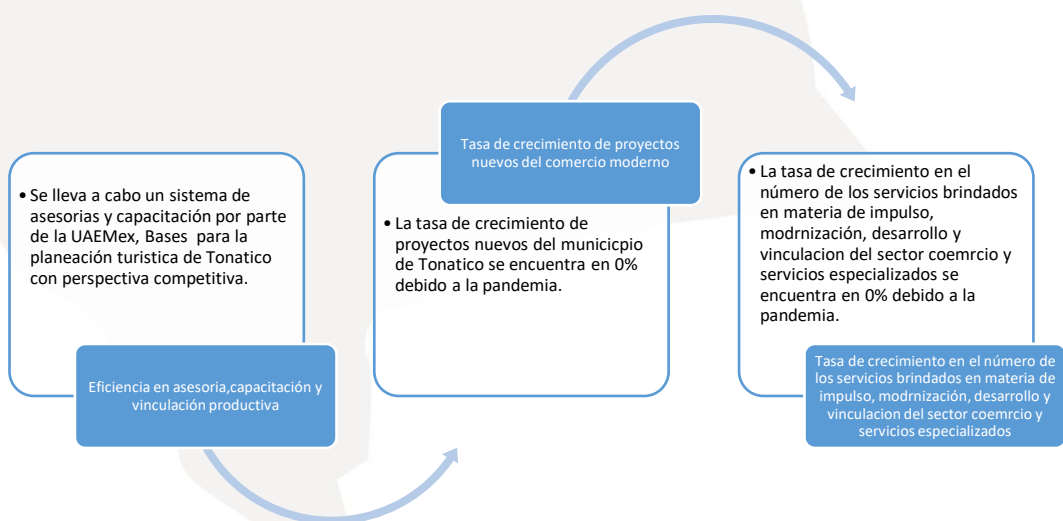 • Se lleva a cabo un sistema de
asesorias y capacitación por parte
de la UAEMex, Bases para la
planeación turistica de Tonatico
con perspectiva competitiva.
Eficiencia en asesoria,capacitación y
vinculación productiva
Tasa de crecimiento de proyectos
nuevos del comercio moderno
• La tasa de crecimiento de
proyectos nuevos del municicpio
de Tonatico se encuentra en 0%
debido a la pandemia.
• La tasa de crecimiento en el
número de los servicios brindados
en materia de impulso,
modrnización, desarrollo y
vinculacion del sector coemrcio y
servicios especializados se
encuentra en 0% debido a la
pandemia.
Tasa de crecimiento en el número de
los servicios brindados en materia de
impulso, modrnización, desarrollo y
vinculacion del sector coemrcio y
servicios especializados